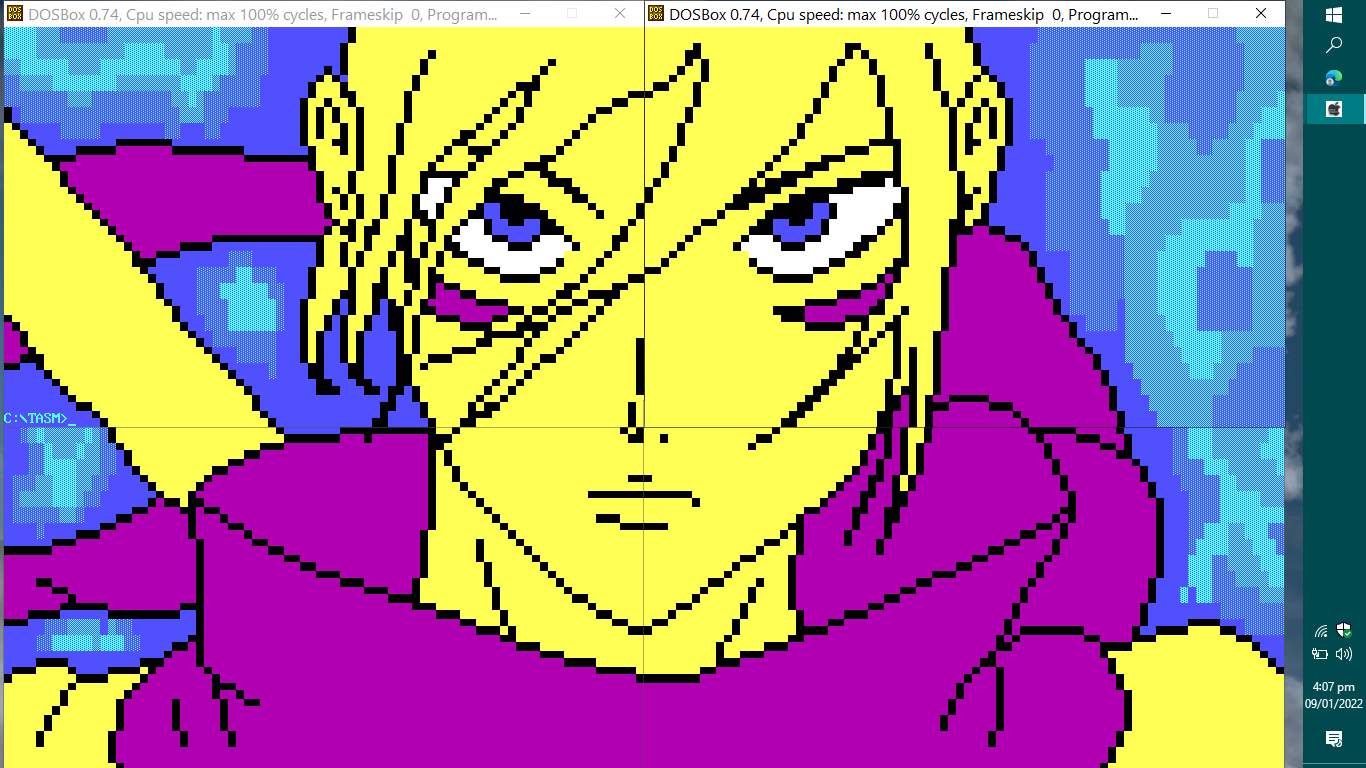 DOSBox 0.74, Cpu speed: max 100% cycles, Frameskip 0, Program...
DOSBox 0.74, Cpu speed: max 100% cycles, Frameskip 0, Program...
C:\TASM>_
4:07 pm
09/01/2022